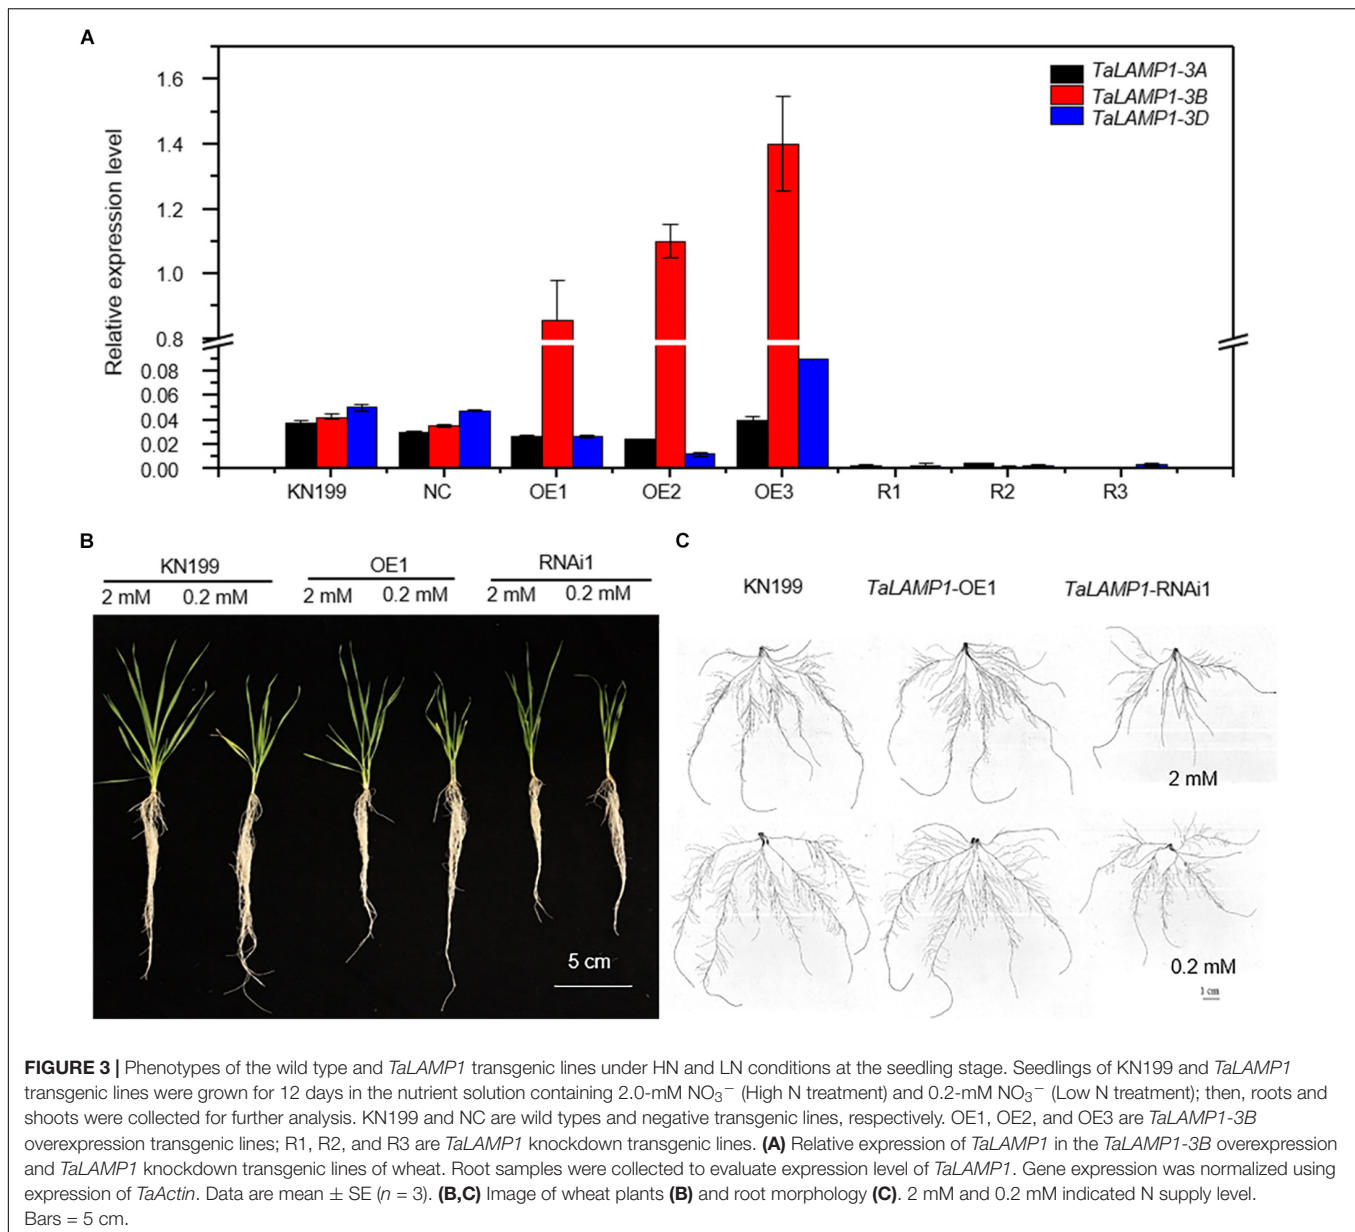 A
Relative expression level
1.6
1.4
1.2
1.0
0.8
0.08
0.06
0.04
0.02
0.00
TaLAMP1-3A
TaLAMP1-3B
TaLAMP1-3D
KN199 NC OE1 OE2 OE3 R1 R2 R3
B
KN199 OE1 RNAi1
2 mM 0.2 mM 2 mM 0.2 mM 2 mM 0.2 mM
5 cm
C
KN199 TaLAMP1-OE1 TaLAMP1-RNAi1
2 mM
0.2 mM
1 cm
FIGURE 3 | Phenotypes of the wild type and TaLAMP1 transgenic lines under HN and LN conditions at the seedling stage. Seedlings of KN199 and TaLAMP1
transgenic lines were grown for 12 days in the nutrient solution containing 2.0-mM NO₃⁻ (High N treatment) and 0.2-mM NO₃⁻ (Low N treatment); then, roots and
shoots were collected for further analysis. KN199 and NC are wild types and negative transgenic lines, respectively. OE1, OE2, and OE3 are TaLAMP1-3B
overexpression transgenic lines; R1, R2, and R3 are TaLAMP1 knockdown transgenic lines. (A) Relative expression of TaLAMP1 in the TaLAMP1-3B overexpression
and TaLAMP1 knockdown transgenic lines of wheat. Root samples were collected to evaluate expression level of TaLAMP1. Gene expression was normalized using
expression of TaActin. Data are mean ± SE (n = 3). (B,C) Image of wheat plants (B) and root morphology (C). 2 mM and 0.2 mM indicated N supply level.
Bars = 5 cm.